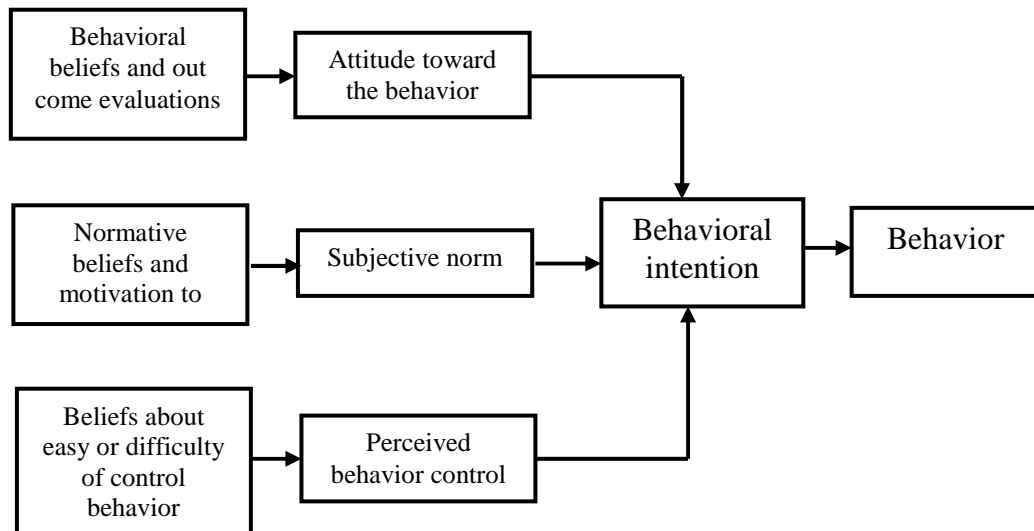 Behavioral
beliefs and out
come evaluations
Attitude toward
the behavior
Normative
beliefs and
motivation to
Subjective norm
Behavioral
intention
Behavior
Beliefs about
easy or difficulty
of control
behavior
Perceived
behavior control